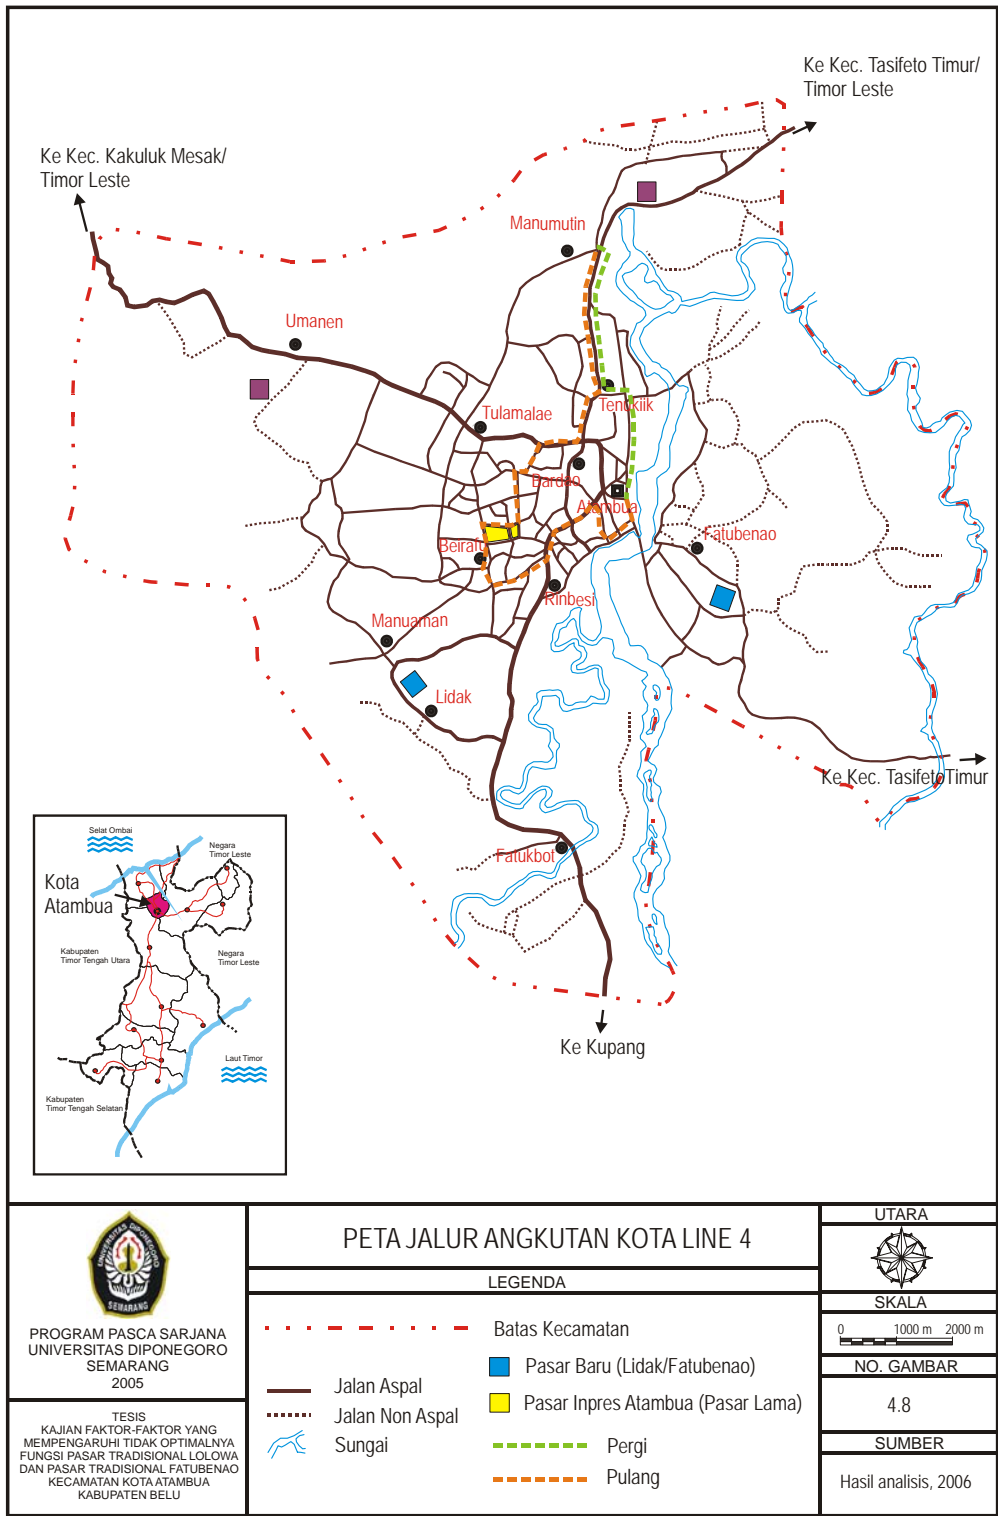 Ke Kec. Tasifeto Timur/
Timor Leste
Ke Kec. Kakuluk Mesak/
Timor Leste
Manumutin
Umanen
Tenukiik
Tulamalae
Bardao
Atambua
Fatubenao
Beirafu
Rinbesi
Manuaman
Lidak
Ke Kec. Tasifeto Timur
Fatukbot
Ke Kupang
Selat Ombai
Negara
Timor Leste
Kota
Atambua
Kabupaten
Timor Tengah Utara
Negara
Timor Leste
Laut Timor
Kabupaten
Timor Tengah Selatan
UNIVERSITAS DIPONEGORO
SEMARANG
PROGRAM PASCA SARJANA
UNIVERSITAS DIPONEGORO
SEMARANG
2005
TESIS
KAJIAN FAKTOR-FAKTOR YANG
MEMPENGARUHI TIDAK OPTIMALNYA
FUNGSI PASAR TRADISIONAL LOLOWA
DAN PASAR TRADISIONAL FATUBENAO
KECAMATAN KOTA ATAMBUA
KABUPATEN BELU
PETA JALUR ANGKUTAN KOTA LINE 4
LEGENDA
Batas Kecamatan
Pasar Baru (Lidak/Fatubenao)
Jalan Aspal
Pasar Inpres Atambua (Pasar Lama)
Jalan Non Aspal
Sungai
Pergi
Pulang
UTARA
SKALA
0 1000 m 2000 m
NO. GAMBAR
4.8
SUMBER
Hasil analisis, 2006